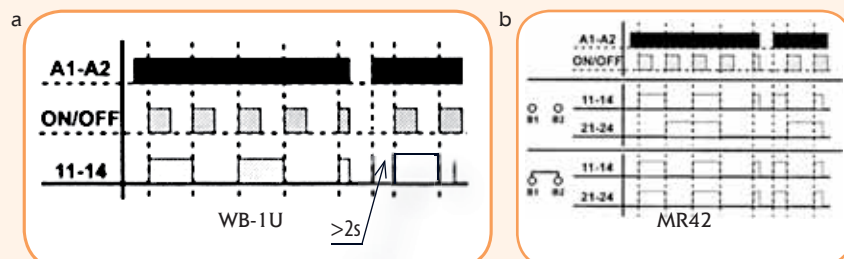 a
A1-A2
ON/OFF
11-14
WB-1U
>2s
b
A1-A2
ON/OFF
11-14
B1 B2
21-24
11-14
B1 B2
21-24
MR42